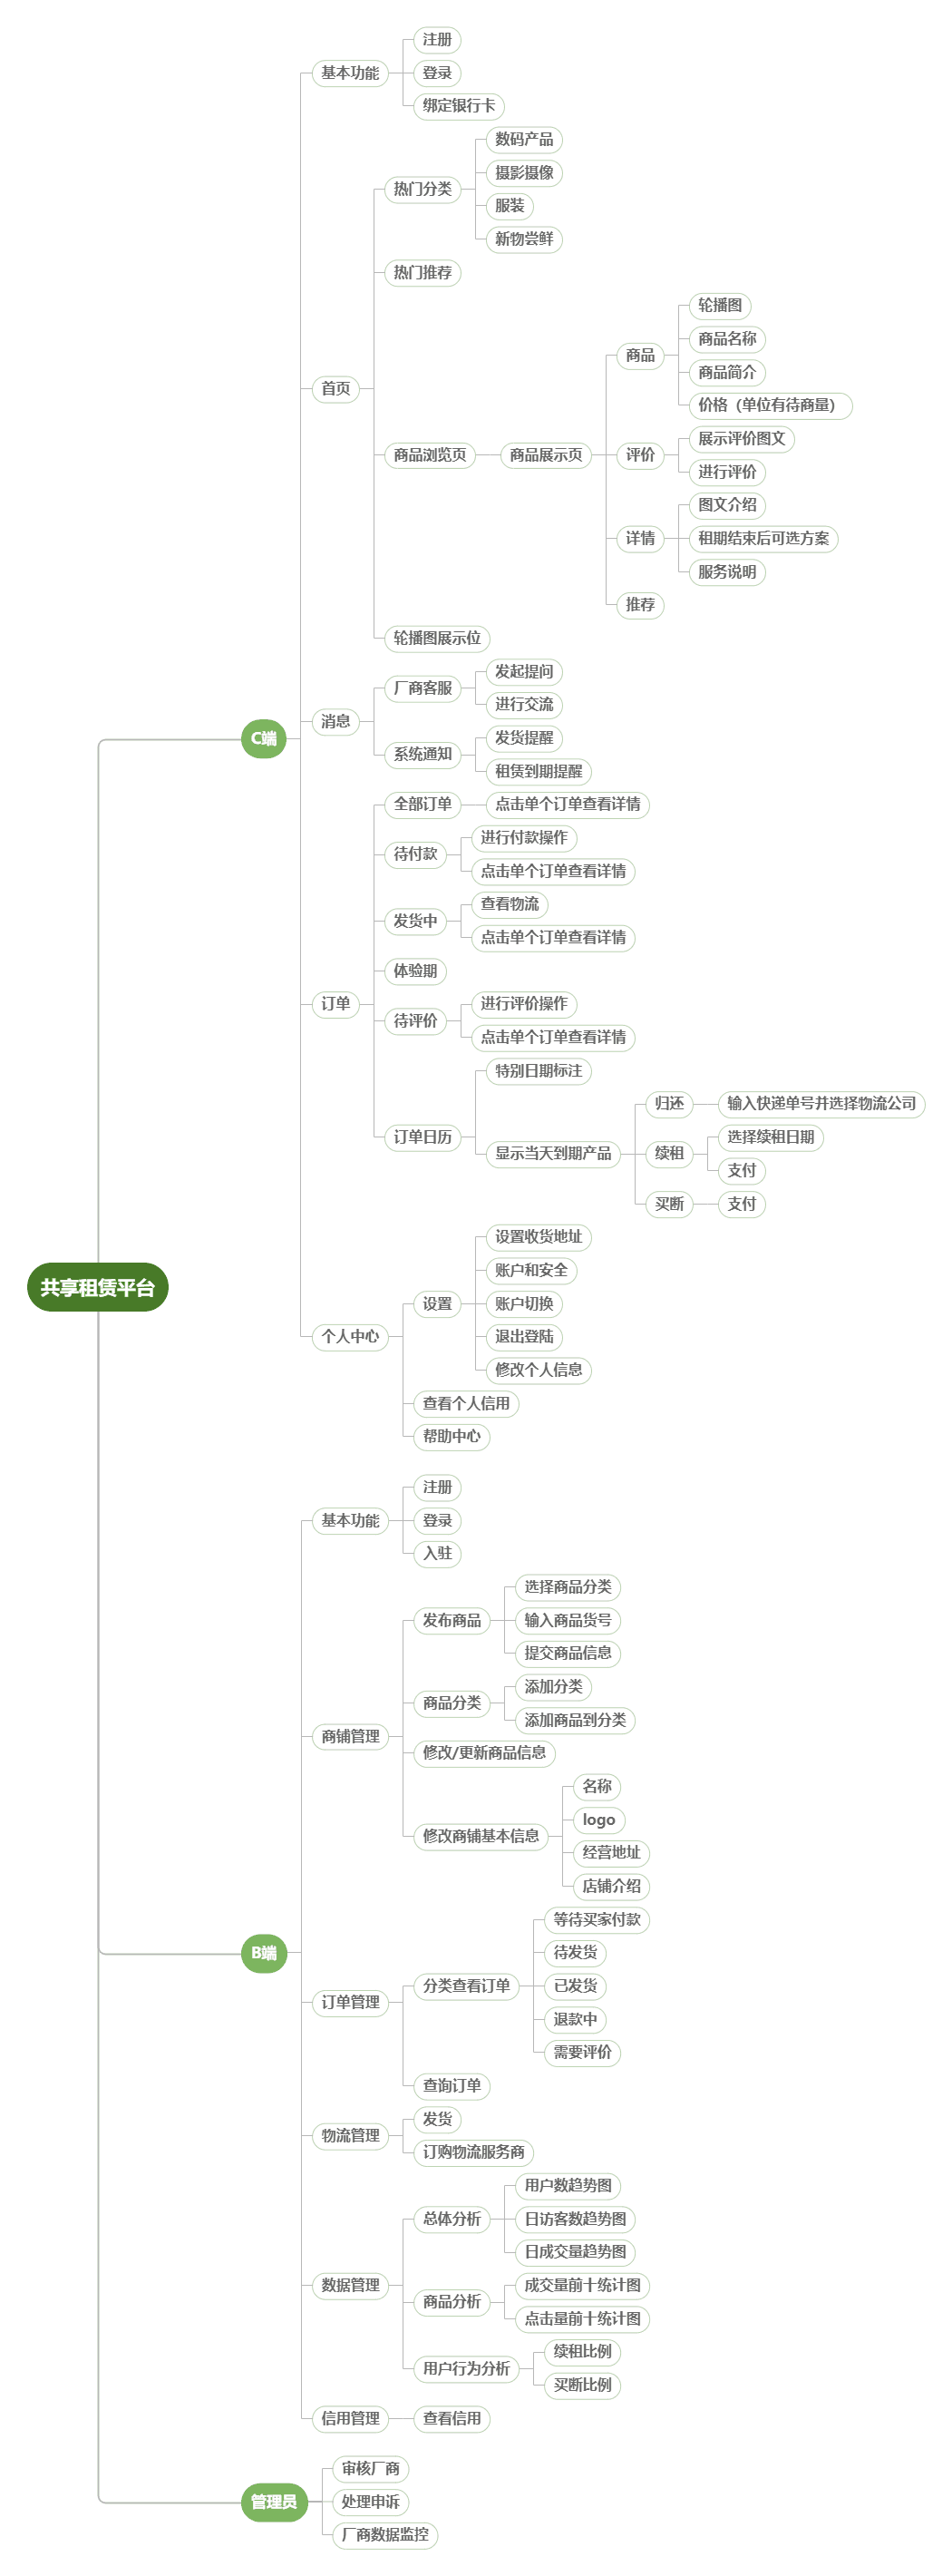 注册
基本功能
登录
绑定银行卡
数码产品
热门分类
摄影摄像
服装
新物尝鲜
热门推荐
轮播图
商品
商品名称
商品简介
价格（单位有待商量）
首页
商品浏览页
商品展示页
评价
展示评价图文
进行评价
图文介绍
详情
租期结束后可选方案
服务说明
推荐
轮播图展示位
厂商客服
发起提问
进行交流
消息
C端
系统通知
发货提醒
租赁到期提醒
全部订单
点击单个订单查看详情
待付款
进行付款操作
点击单个订单查看详情
发货中
查看物流
点击单个订单查看详情
体验期
订单
待评价
进行评价操作
点击单个订单查看详情
特别日期标注
订单日历
显示当天到期产品
归还
输入快递单号并选择物流公司
续租
选择续租日期
支付
买断
支付
共享租赁平台
设置收货地址
账户和安全
设置
账户切换
退出登陆
修改个人信息
个人中心
查看个人信用
帮助中心
注册
基本功能
登录
入驻
选择商品分类
发布商品
输入商品货号
提交商品信息
商品分类
添加分类
添加商品到分类
商铺管理
修改/更新商品信息
名称
logo
修改商铺基本信息
经营地址
店铺介绍
B端
等待买家付款
待发货
分类查看订单
已发货
退款中
需要评价
订单管理
查询订单
物流管理
发货
订购物流服务商
用户数趋势图
总体分析
日访客数趋势图
日成交量趋势图
数据管理
商品分析
成交量前十统计图
点击量前十统计图
用户行为分析
续租比例
买断比例
信用管理
查看信用
审核厂商
管理员
处理申诉
厂商数据监控